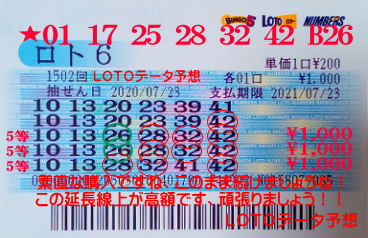 BINGO5 LOTO NUMBERS
★01 17 25 28 32 42 B26
ロト6 単価1口¥200
1502回 LOTOデータ予想 各01口 ¥1,000
抽せん日 2020/07/23 支払期限 2021/07/23
10 13 20 23 39 41
10 13 20 23 32 42
5等 10 13 26 28 32 42 ¥1,000
5等 10 13 26 28 32 42 ¥1,000
5等 10 13 28 32 41 42 ¥1,000
素直な購入ですね、このまま続けましょうね!
この延長線上が高額です、頑張りましょう!!
LOTOデータ予想